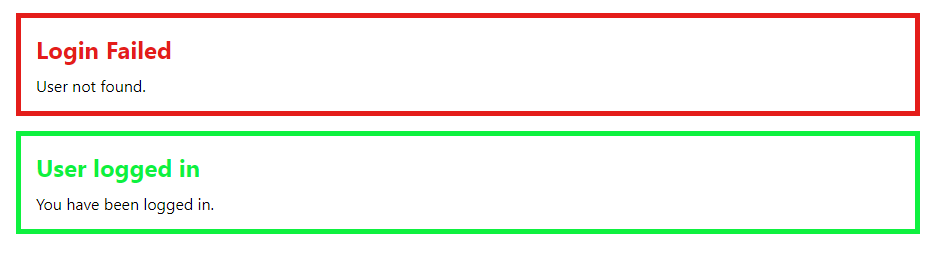 Login Failed
User not found.
User logged in
You have been logged in.